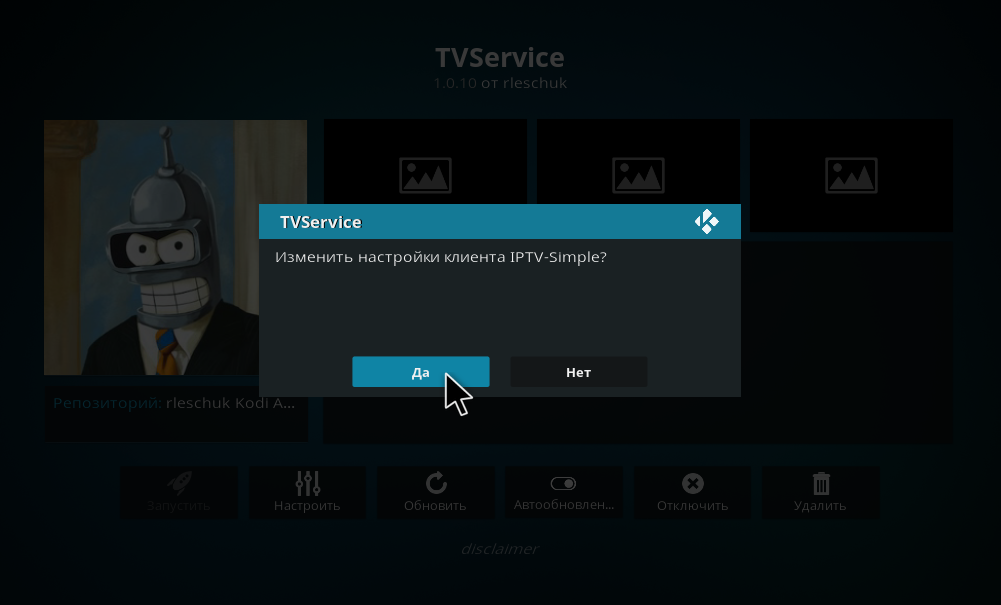 TVService
1.0.10 от rleschuk
TVService
Изменить настройки клиента IPTV-Simple?
Да
Нет
Репозиторий: rleschuk Kodi A...
Запустить
Настроить
Обновить
Автообновлен...
Отключить
Удалить
disclaimer